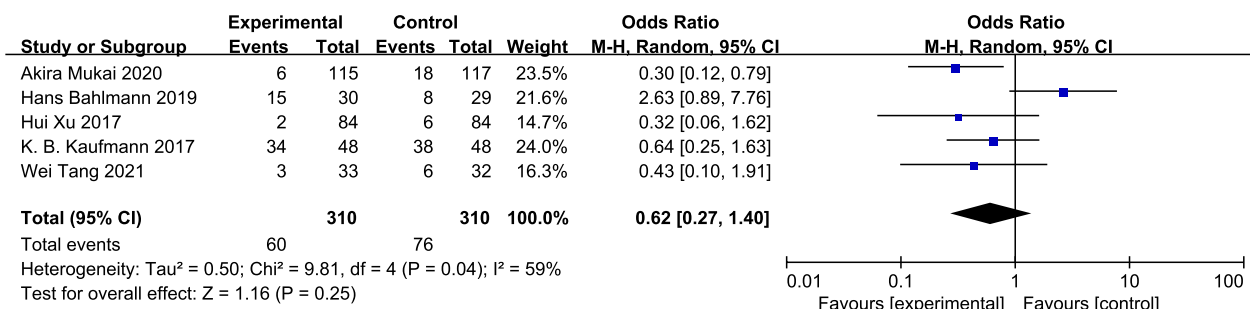 Experimental Control Odds Ratio Odds Ratio
Study or Subgroup Events Total Events Total Weight M-H, Random, 95% CI M-H, Random, 95% CI
Akira Mukai 2020 6 115 18 117 23.5% 0.30 [0.12, 0.79]
Hans Bahlmann 2019 15 30 8 29 21.6% 2.63 [0.89, 7.76]
Hui Xu 2017 2 84 6 84 14.7% 0.32 [0.06, 1.62]
K. B. Kaufmann 2017 34 48 38 48 24.0% 0.64 [0.25, 1.63]
Wei Tang 2021 3 33 6 32 16.3% 0.43 [0.10, 1.91]
Total (95% CI) 310 310 100.0% 0.62 [0.27, 1.40]
Total events 60 76
Heterogeneity: Tau² = 0.50; Chi² = 9.81, df = 4 (P = 0.04); I² = 59%
Test for overall effect: Z = 1.16 (P = 0.25)
0.01 0.1 1 10 100
Favours [experimental] Favours [control]